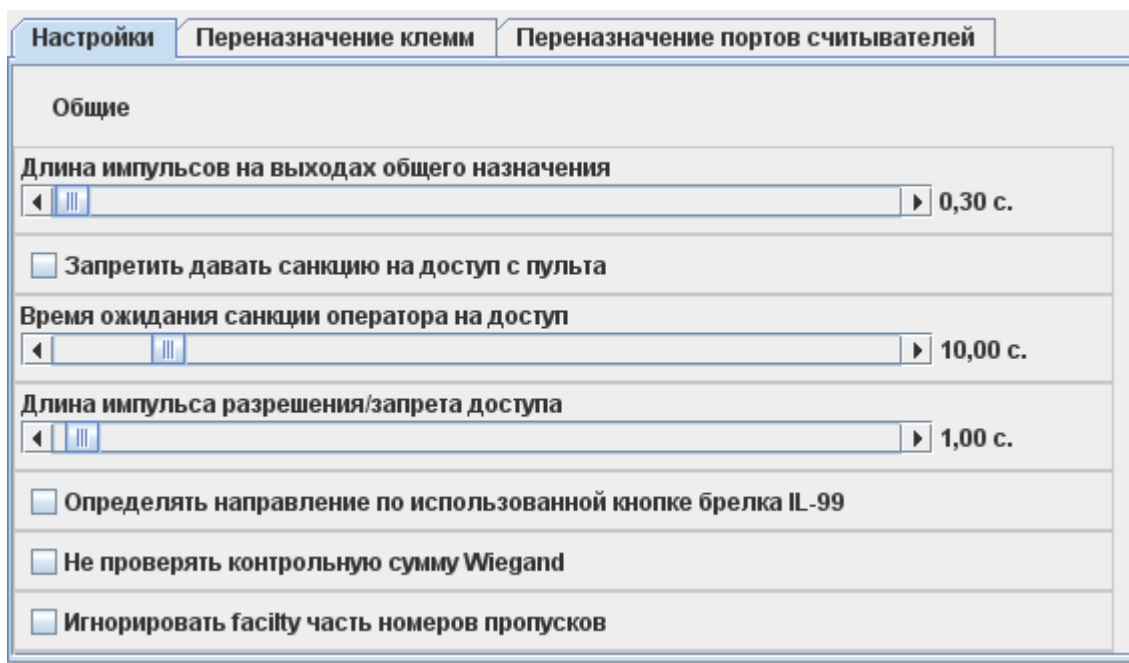 Настройки Переназначение клемм Переназначение портов считывателей
Общие
Длина импульсов на выходах общего назначения
0,30 с.
Запретить давать санкцию на доступ с пульта
Время ожидания санкции оператора на доступ
10,00 с.
Длина импульса разрешения/запрета доступа
1,00 с.
Определять направление по использованной кнопке брелка IL-99
Не проверять контрольную сумму Wiegand
Игнорировать facilty часть номеров пропусков